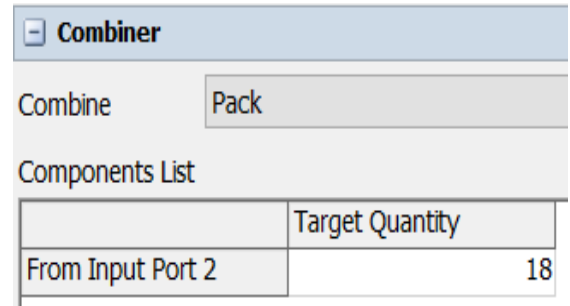 Combiner
Combine Pack
Components List
Target Quantity
From Input Port 2 18